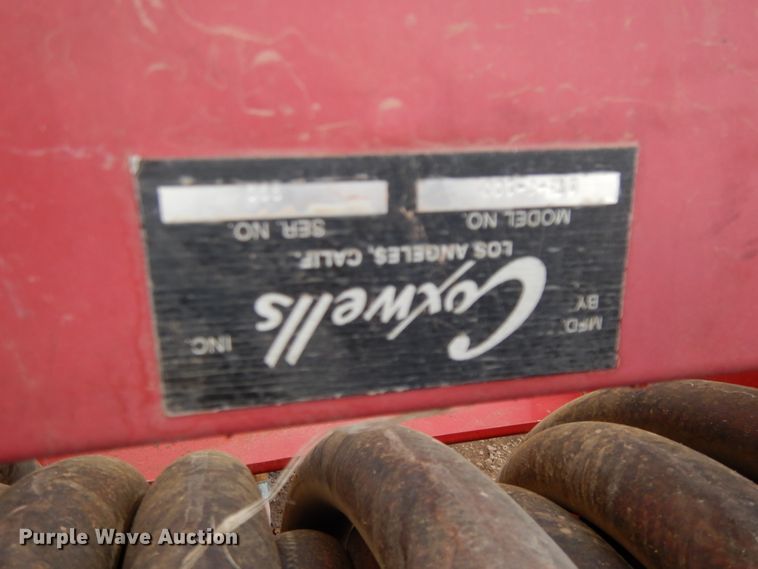 MFD.
BY
Coxwells
INC.
LOS ANGELES, CALIF.
MODEL NO.
SER. NO.
Purple Wave Auction